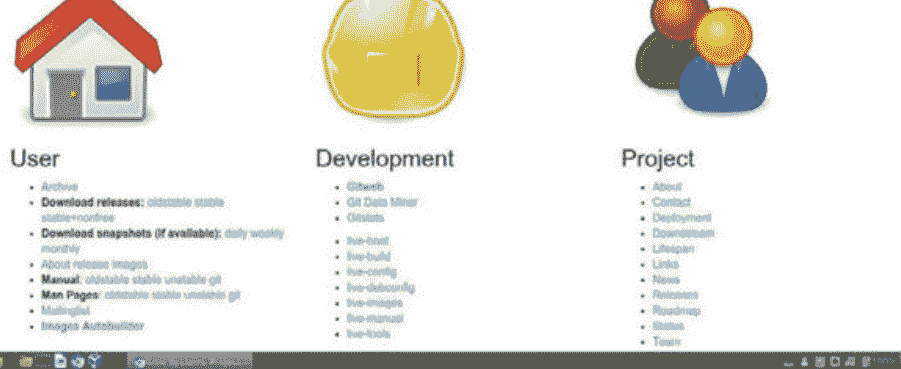 User
Archive
Download releases: oldstable stable
stable+nonfree
Download snapshots (if available): daily weekly
monthly
About release images
Manual: oldstable stable unstable git
Man Pages: oldstable stable unstable git
Mailinglist
Images Autobuilder
Development
Gitweb
Git Data Miner
Gitstats
live-boot
live-build
live-config
live-debconfig
live-images
live-manual
live-tools
Project
About
Contact
Deployment
Downstream
Lifespan
Links
News
Releases
Roadmap
Status
Team